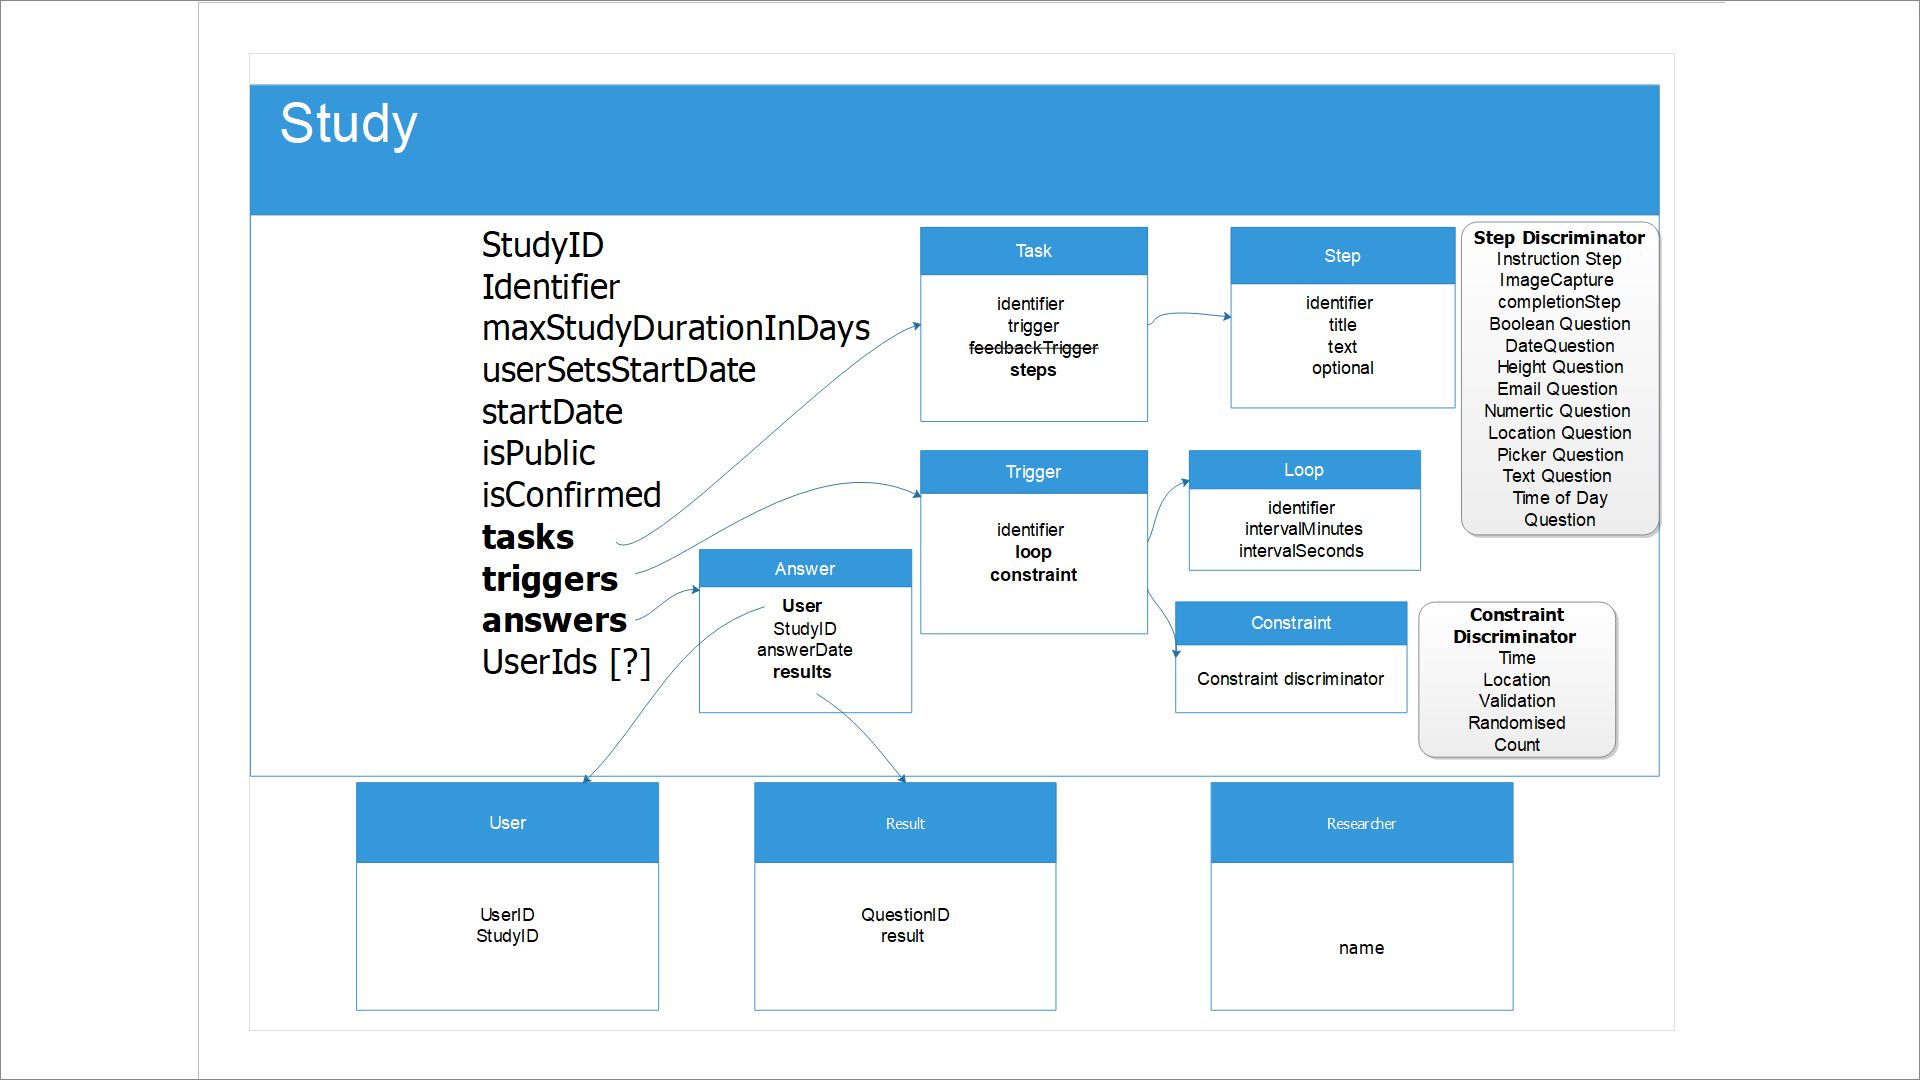 Study
StudyID
Identifier
maxStudyDurationInDays
userSetsStartDate
startDate
isPublic
isConfirmed
tasks
triggers
answers
UserIds [?]
Task
identifier
trigger
feedbackTrigger
steps
Step
identifier
title
text
optional
Step Discriminator
Instruction Step
ImageCapture
completionStep
Boolean Question
DateQuestion
Height Question
Email Question
Numertic Question
Location Question
Picker Question
Text Question
Time of Day
Question
Trigger
identifier
loop
constraint
Loop
identifier
intervalMinutes
intervalSeconds
Answer
User
StudyID
answerDate
results
Constraint
Constraint discriminator
Constraint
Discriminator
Time
Location
Validation
Randomised
Count
User
UserID
StudyID
Result
QuestionID
result
Researcher
name